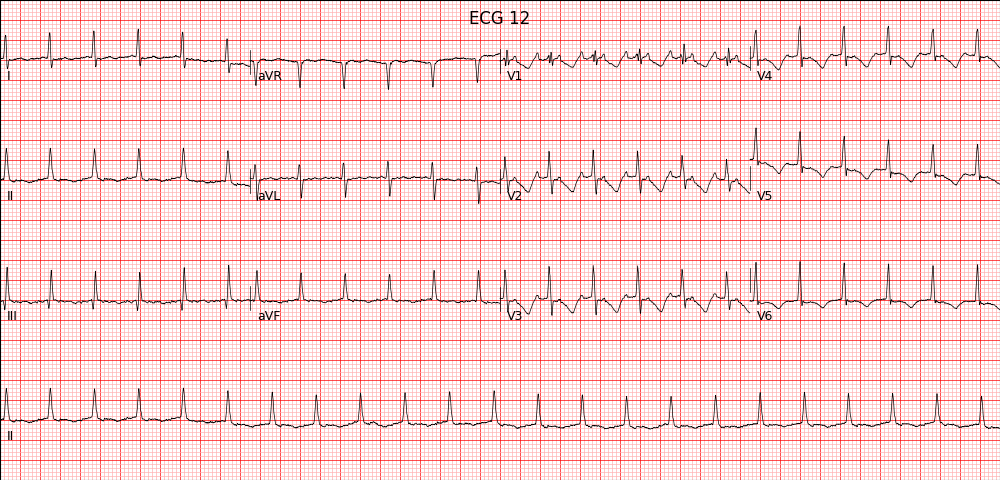 ECG 12
I aVR V1 V4
II aVL V2 V5
III aVF V3 V6
II